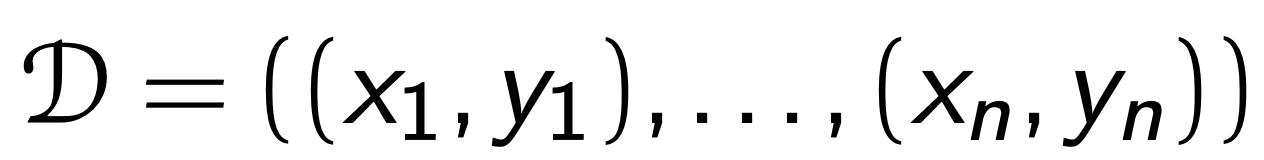 𝒟 = ((x₁, y₁), . . . , (xₙ, yₙ))